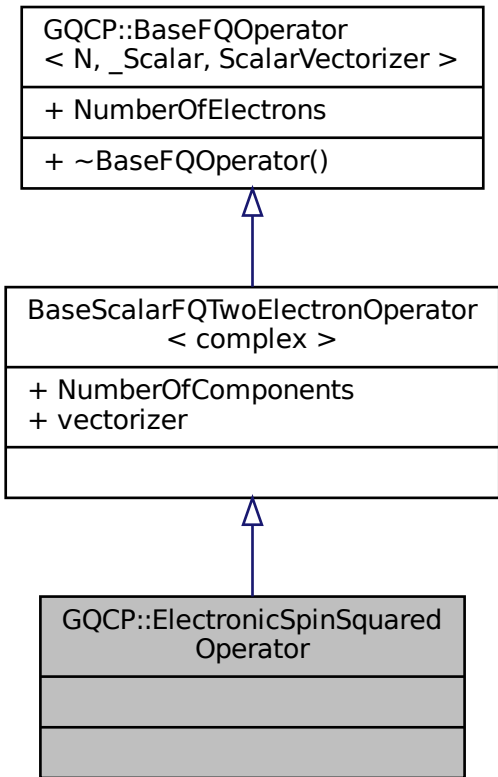 GQCP::BaseFQOperator
< N, _Scalar, ScalarVectorizer >
+ NumberOfElectrons
+ ~BaseFQOperator()
BaseScalarFQTwoElectronOperator
< complex >
+ NumberOfComponents
+ vectorizer
GQCP::ElectronicSpinSquared
Operator